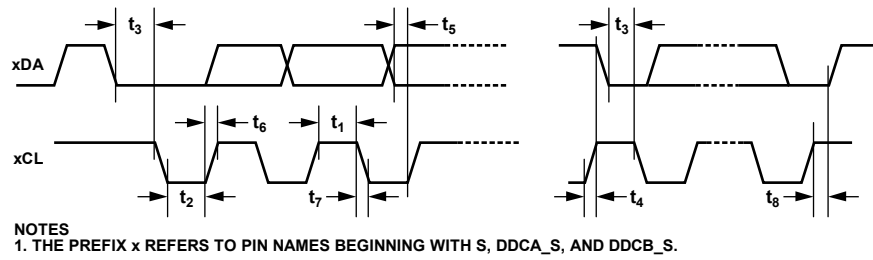 t3 t5 t3
xDA
t6 t1
xCL
t2 t7 t4 t8
NOTES
1. THE PREFIX x REFERS TO PIN NAMES BEGINNING WITH S, DDCA_S, AND DDCB_S.